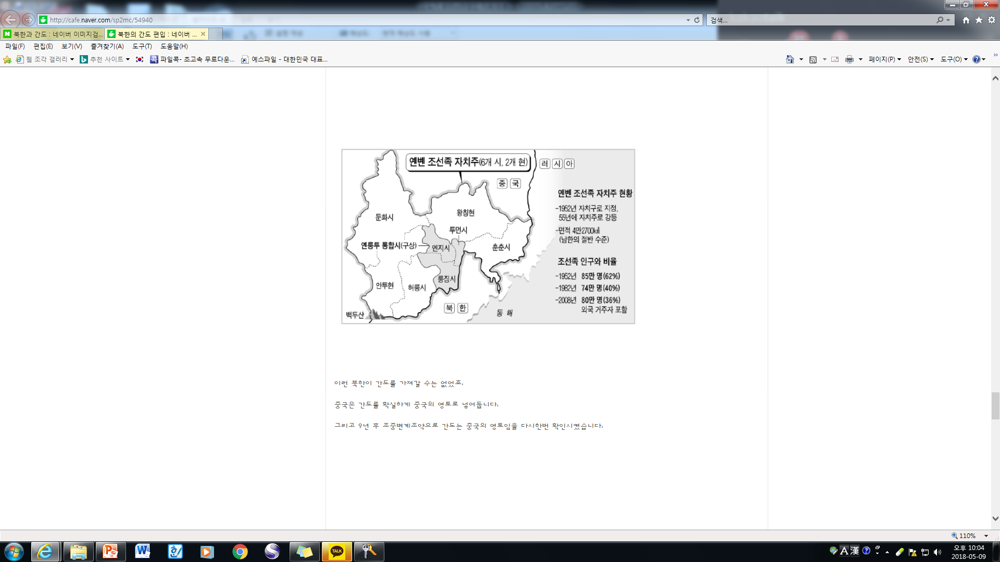 http://cafe.naver.com/sp2mc/54940
검색...
북한과 간도 : 네이버 이미지검...
북한의 간도 편입 : 네이버 ...
파일(F) 편집(E) 보기(V) 즐겨찾기(A) 도구(T) 도움말(H)
웹 조각 갤러리 추천 사이트 파일콕- 초고속 무료다운... 예스파일 - 대한민국 대표...
페이지(P) 안전(S) 도구(O)
옌볜 조선족 자치주(6개 시, 2개 현)
러시아
중국
옌볜 조선족 자치주 현황
-1952년 자치구로 지정,
55년에 자치주로 강등
-면적 4만2700㎢
(남한의 절반 수준)
둔화시
왕칭현
투먼시
옌룽투 통합시(구상)
옌지시
훈춘시
조선족 인구와 비율
-1952년 85만 명(62%)
-1982년 74만 명(40%)
-2008년 80만 명(36%)
외국 거주자 포함
안투현
허룽시
룽징시
북한
백두산
동해
이런 북한이 간도를 가져갈 수는 없었죠.
중국은 간도를 확실하게 중국의 영토로 넣어둡니다.
그리고 9년 후 조중변계조약으로 간도는 중국의 영토임을 다시한번 확인시켰습니다.
110%
TALK
A 漢
오후 10:04
2018-05-09